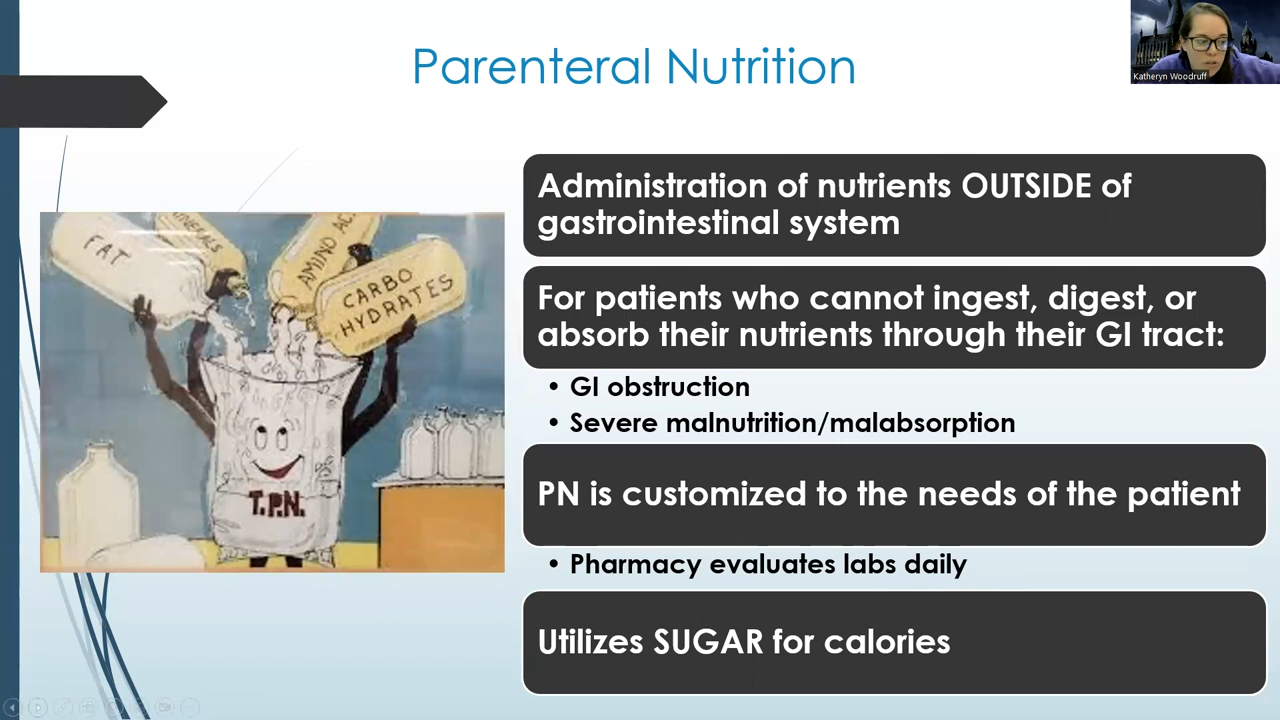 Parenteral Nutrition
Katheryn Woodruff
Administration of nutrients OUTSIDE of
gastrointestinal system
For patients who cannot ingest, digest, or
absorb their nutrients through their GI tract:
• GI obstruction
• Severe malnutrition/malabsorption
PN is customized to the needs of the patient
• Pharmacy evaluates labs daily
Utilizes SUGAR for calories
FAT
AMINO AC
CARBO
HYDRATES
T.P.N.